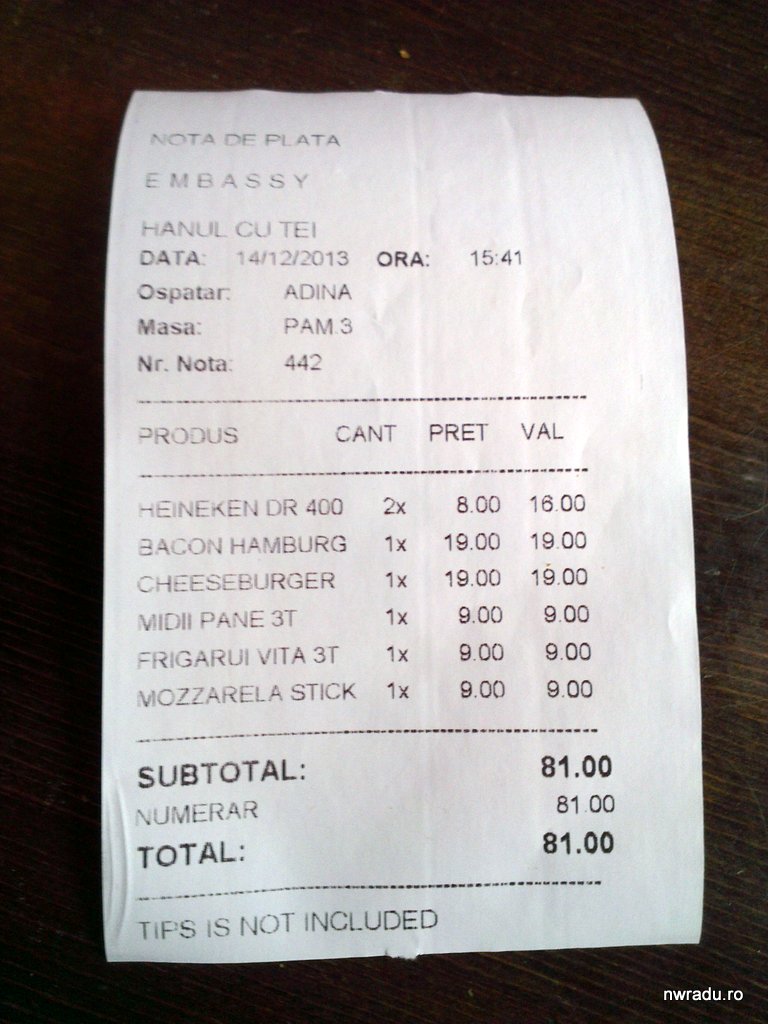 NOTA DE PLATA
EMBASSY
HANUL CU TEI
DATA: 14/12/2013 ORA: 15:41
Ospatar: ADINA
Masa: PAM.3
Nr. Nota: 442
PRODUS CANT PRET VAL
HEINEKEN DR 400 2x 8.00 16.00
BACON HAMBURG 1x 19.00 19.00
CHEESEBURGER 1x 19.00 19.00
MIDII PANE 3T 1x 9.00 9.00
FRIGARUI VITA 3T 1x 9.00 9.00
MOZZARELA STICK 1x 9.00 9.00
SUBTOTAL: 81.00
NUMERAR 81.00
TOTAL: 81.00
TIPS IS NOT INCLUDED
nwradu.ro